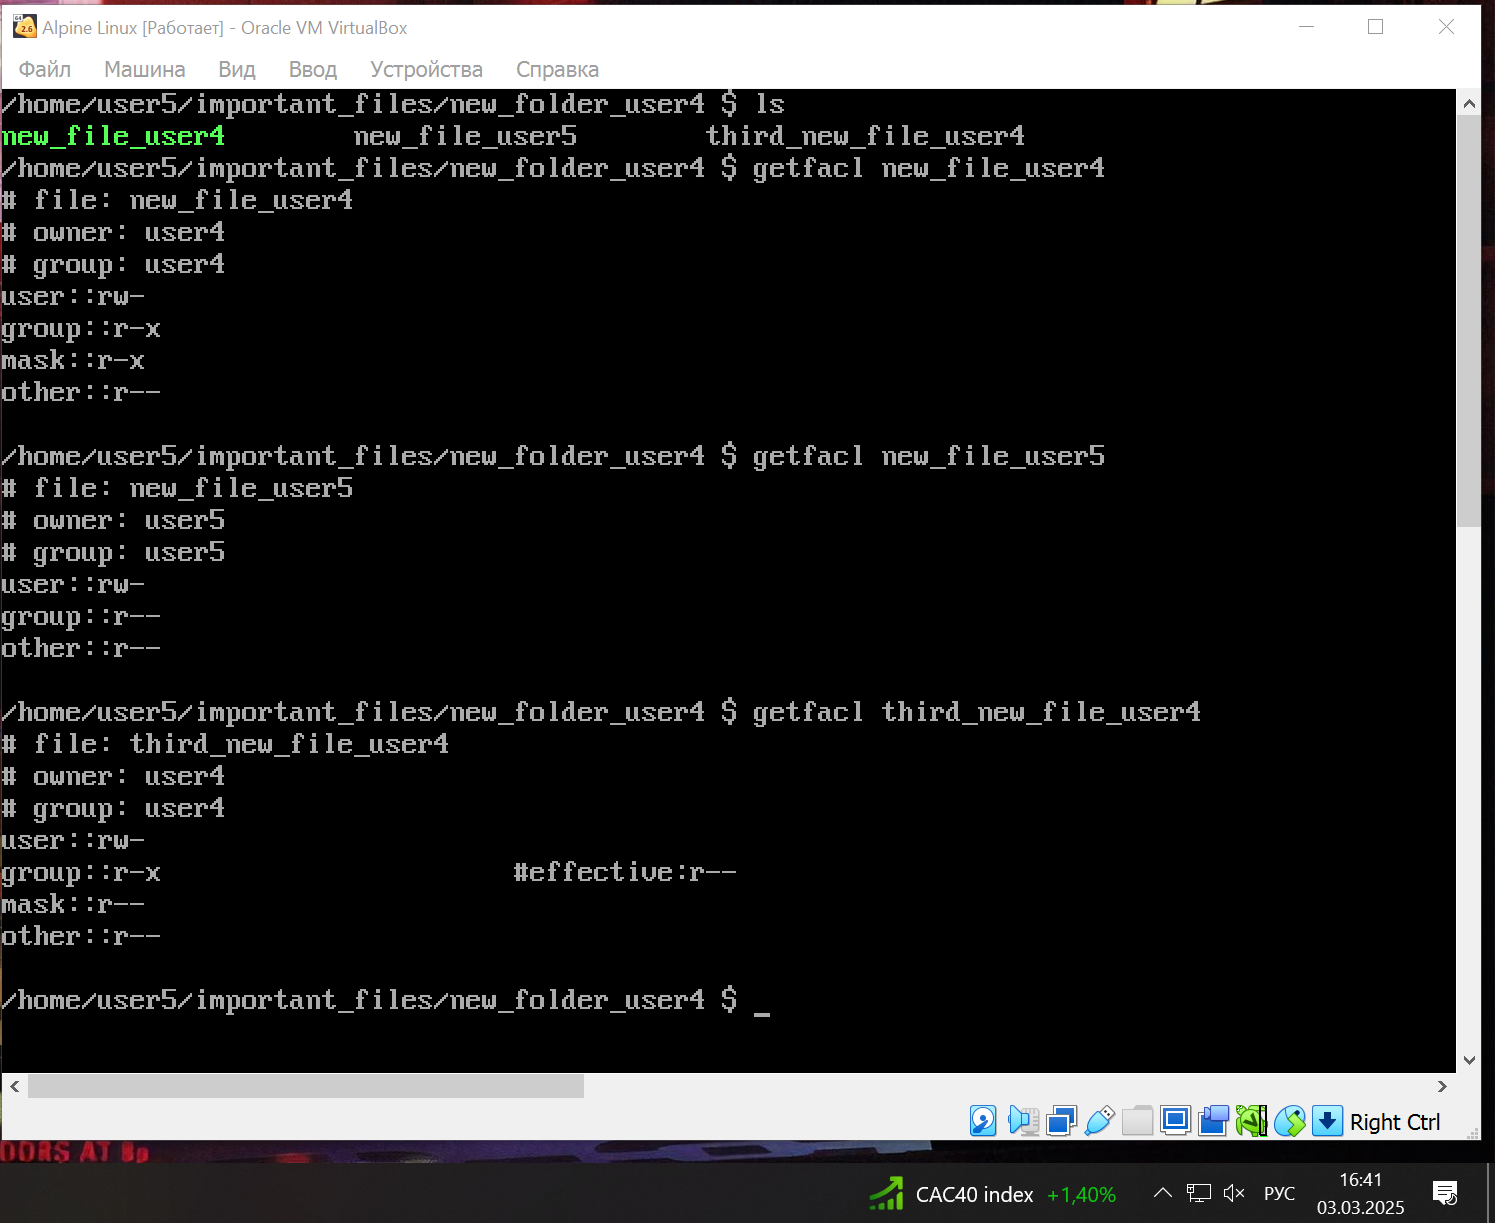 Alpine Linux [Работает] - Oracle VM VirtualBox
Файл Машина Вид Ввод Устройства Справка
/home/user5/important_files/new_folder_user4 $ ls
new_file_user4 new_file_user5 third_new_file_user4
/home/user5/important_files/new_folder_user4 $ getfacl new_file_user4
# file: new_file_user4
# owner: user4
# group: user4
user::rw-
group::r-x
mask::r-x
other::r--
/home/user5/important_files/new_folder_user4 $ getfacl new_file_user5
# file: new_file_user5
# owner: user5
# group: user5
user::rw-
group::r--
other::r--
/home/user5/important_files/new_folder_user4 $ getfacl third_new_file_user4
# file: third_new_file_user4
# owner: user4
# group: user4
user::rw-
group::r-x #effective:r--
mask::r--
other::r--
/home/user5/important_files/new_folder_user4 $ _
Right Ctrl
DORS AT 8p
CAC40 index +1,40% РУС 16:41
03.03.2025